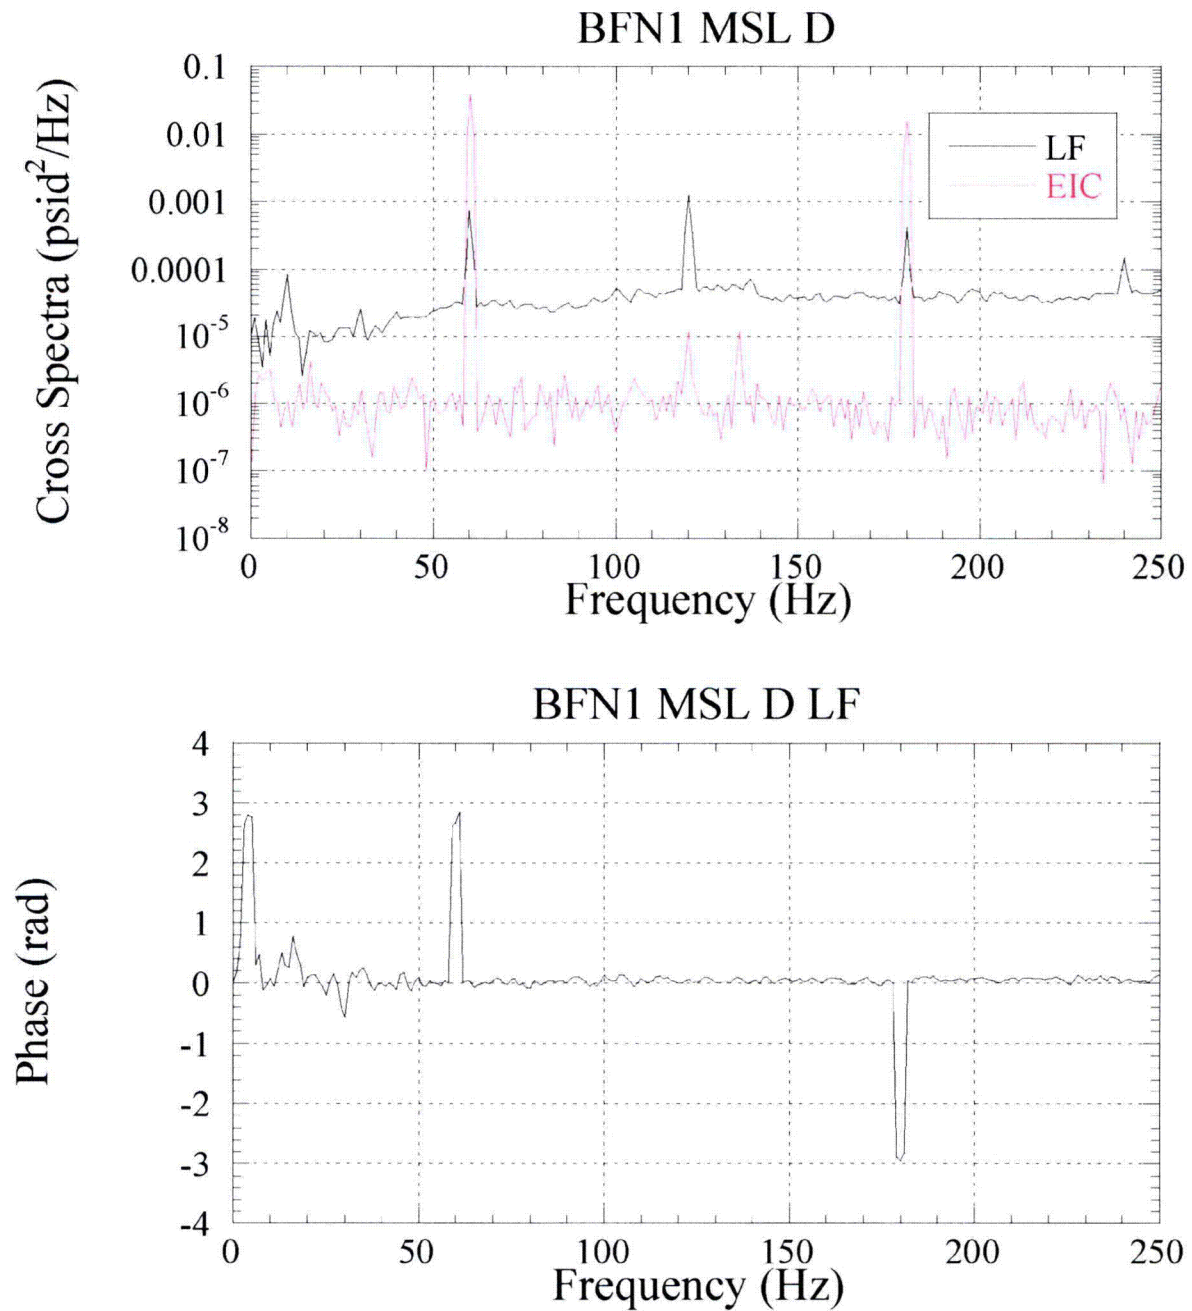 BFN1 MSL D
0.1
0.01
0.001
0.0001
10⁻⁵
10⁻⁶
10⁻⁷
10⁻⁸
Cross Spectra (psid²/Hz)
LF
EIC
0 50 100 150 200 250
Frequency (Hz)
BFN1 MSL D LF
4
3
2
1
0
-1
-2
-3
-4
Phase (rad)
0 50 100 150 200 250
Frequency (Hz)